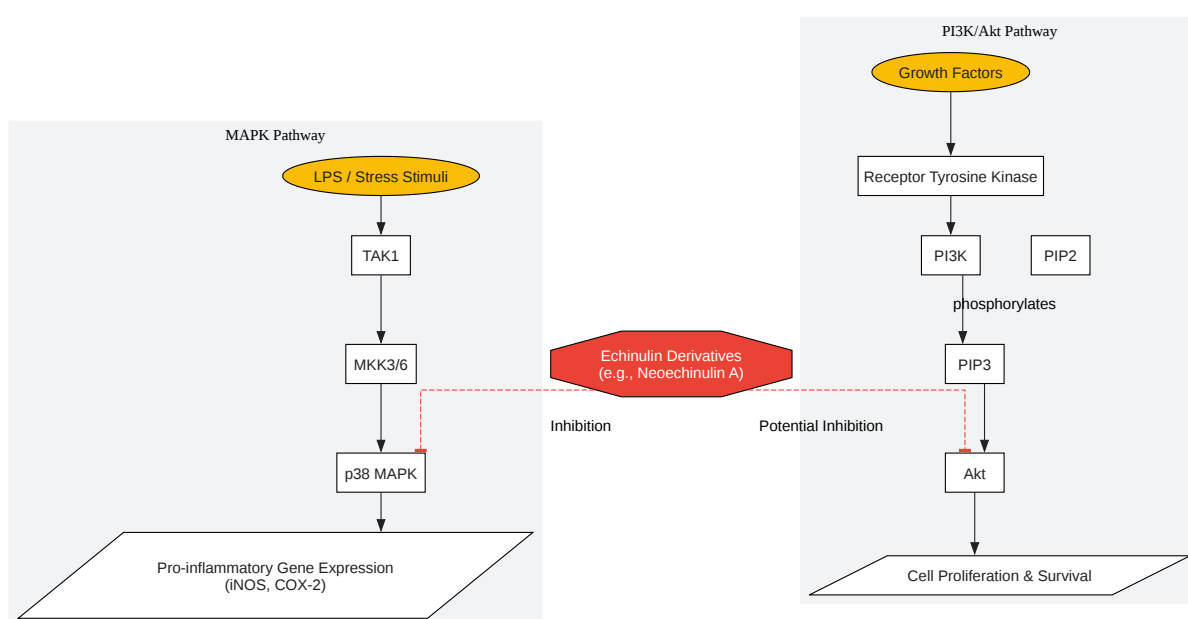 MAPK Pathway
LPS / Stress Stimuli
TAK1
MKK3/6
p38 MAPK
Pro-inflammatory Gene Expression
(iNOS, COX-2)
Echinulin Derivatives
(e.g., Neoechinulin A)
Inhibition
Potential Inhibition
PI3K/Akt Pathway
Growth Factors
Receptor Tyrosine Kinase
PI3K
PIP2
phosphorylates
PIP3
Akt
Cell Proliferation & Survival